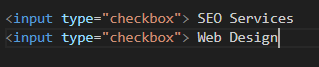 <input type="checkbox"> SEO Services
<input type="checkbox"> Web Design